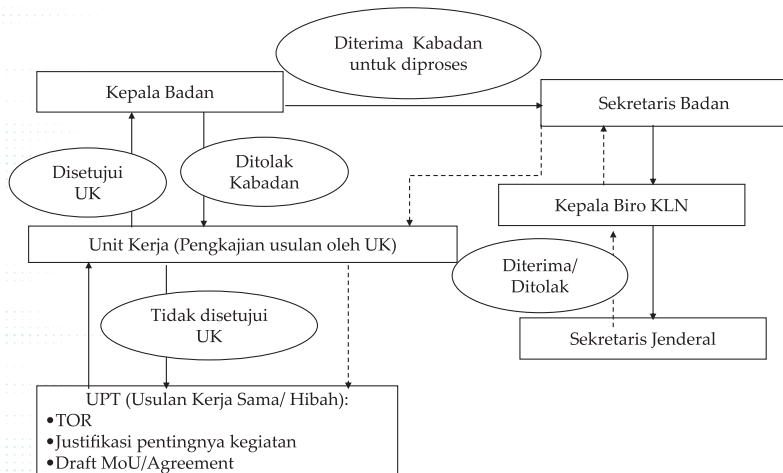 Diterima Kabadan
untuk diproses
Kepala Badan
Sekretaris Badan
Disetujui
UK
Ditolak
Kabadan
Kepala Biro KLN
Unit Kerja (Pengkajian usulan oleh UK)
Diterima/
Ditolak
Tidak disetujui
UK
Sekretaris Jenderal
UPT (Usulan Kerja Sama/ Hibah):
•TOR
•Justifikasi pentingnya kegiatan
•Draft MoU/Agreement